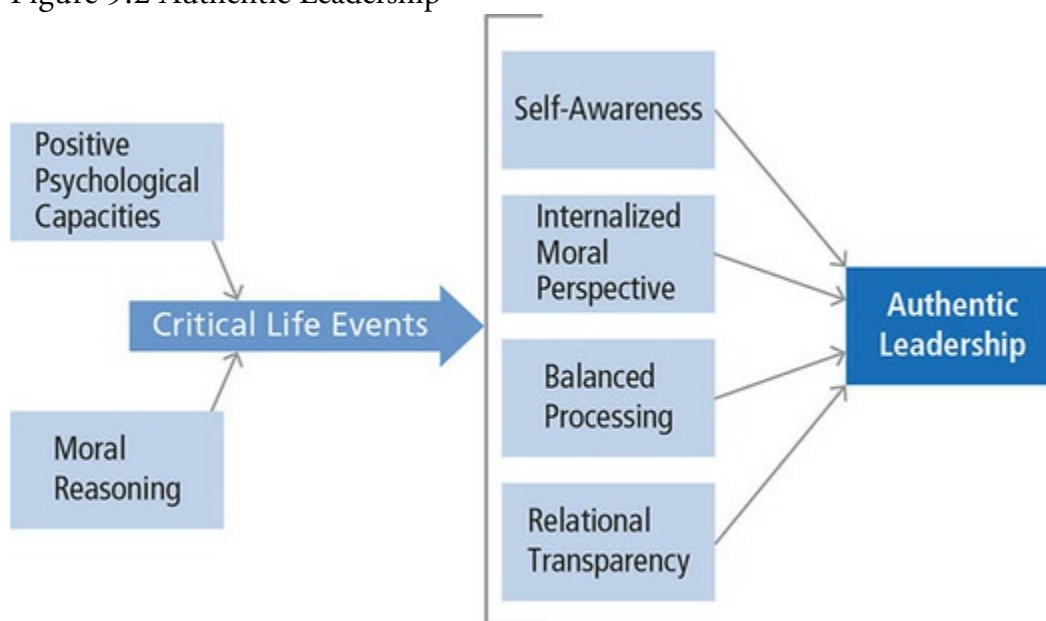 Figure 9.2 Authentic Leadership
Positive
Psychological
Capacities
Critical Life Events
Moral
Reasoning
Self-Awareness
Internalized
Moral
Perspective
Balanced
Processing
Relational
Transparency
Authentic
Leadership